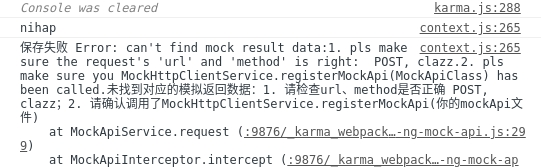 Console was cleared karma.js:288
nihap context.js:265
保存失败 Error: can't find mock result data:1. pls make context.js:265
sure the request's 'url' and 'method' is right:  POST, clazz.2. pls
make sure you MockHttpClientService.registerMockApi(MockApiClass) has
been called.未找到对应的模拟返回数据: 1. 请检查url、method是否正确 POST,
clazz; 2. 请确认调用了MockHttpClientService.registerMockApi(你的mockApi文
件)
at MockApiService.request (:9876/_karma_webpack…-ng-mock-api.js:29
9)
at MockApiInterceptor.intercept (:9876/_karma_webpack…-ng-mock-ap